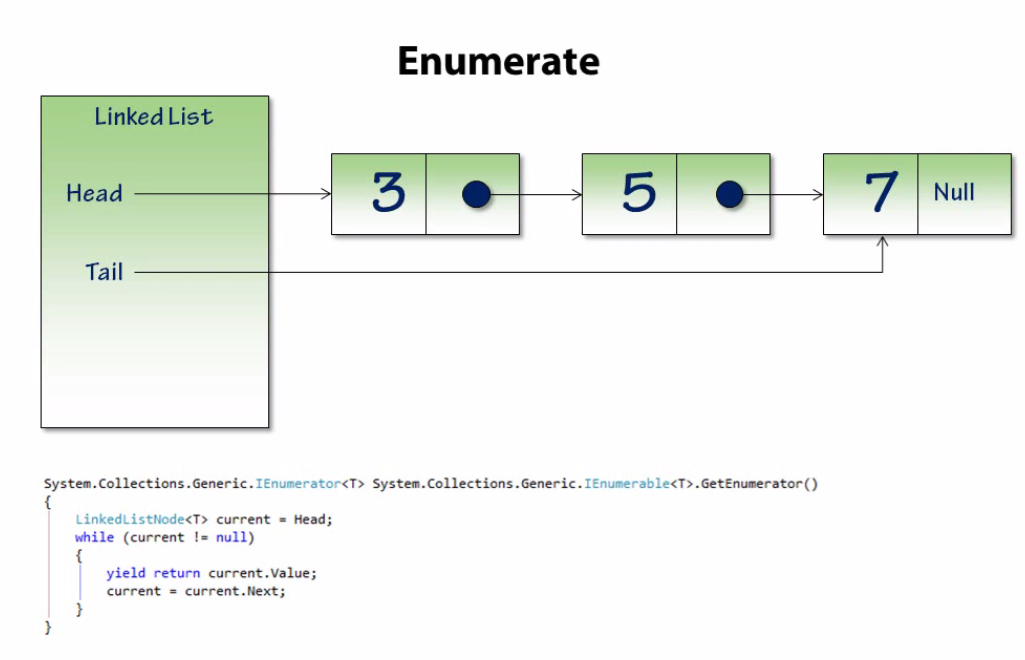 Enumerate
Linked List
Head
3
5
7
Null
Tail
System.Collections.Generic.IEnumerator<T> System.Collections.Generic.IEnumerable<T>.GetEnumerator()
{
    LinkedListNode<T> current = Head;
    while (current != null)
    {
        yield return current.Value;
        current = current.Next;
    }
}